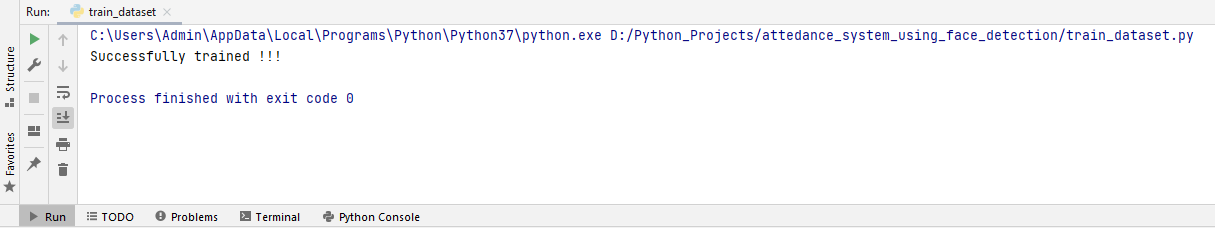 Run: train_dataset
C:\Users\Admin\AppData\Local\Programs\Python\Python37\python.exe D:/Python_Projects/attedance_system_using_face_detection/train_dataset.py
Successfully trained !!!
Process finished with exit code 0
Structure
Favorites
Run TODO Problems Terminal Python Console